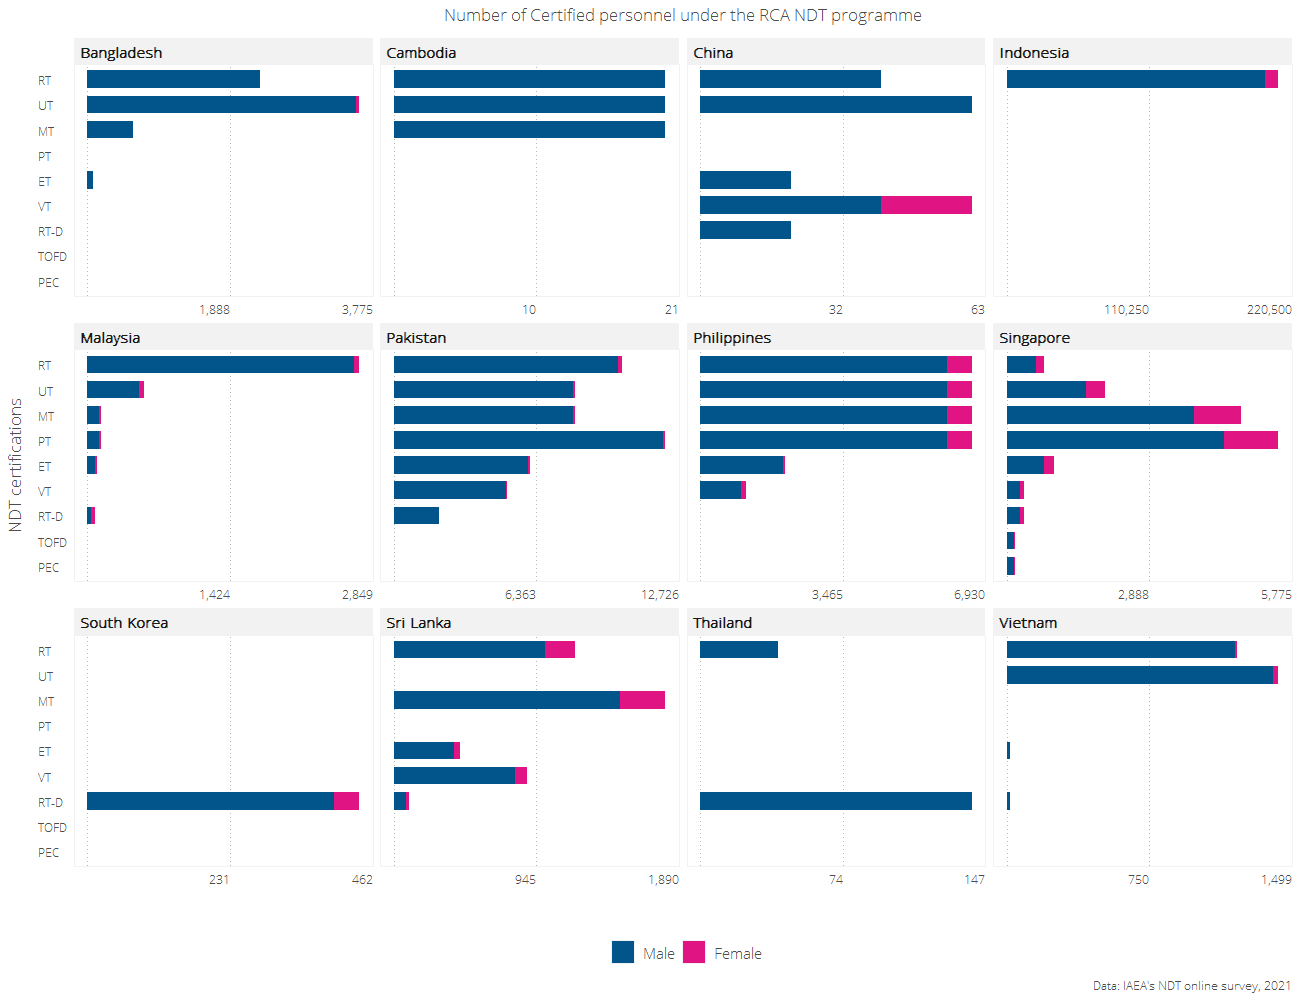 Number of Certified personnel under the RCA NDT programme
Bangladesh Cambodia China Indonesia
RT
UT
MT
PT
ET
VT
RT-D
TOFD
PEC
1,888 3,775 10 21 32 63 110,250 220,500
Malaysia Pakistan Philippines Singapore
NDT certifications
RT
UT
MT
PT
ET
VT
RT-D
TOFD
PEC
1,424 2,849 6,363 12,726 3,465 6,930 2,888 5,775
South Korea Sri Lanka Thailand Vietnam
RT
UT
MT
PT
ET
VT
RT-D
TOFD
PEC
231 462 945 1,890 74 147 750 1,499
Male Female
Data: IAEA's NDT online survey, 2021